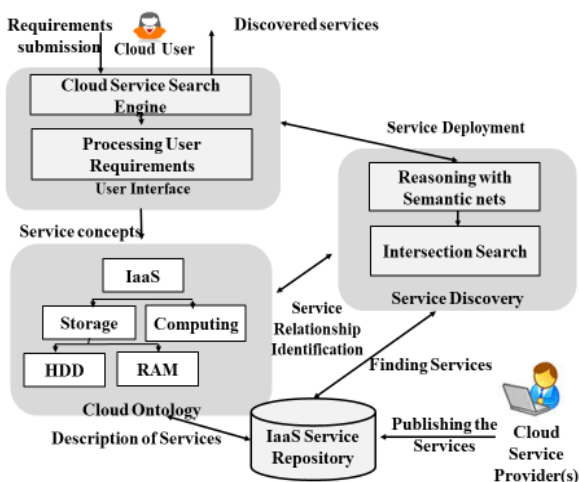 Requirements
submission
Cloud User
Discovered services
Cloud Service Search
Engine
Processing User
Requirements
User Interface
Service Deployment
Reasoning with
Semantic nets
Intersection Search
Service Discovery
Service concepts
IaaS
Storage
Computing
HDD
RAM
Cloud Ontology
Service
Relationship
Identification
Finding Services
Description of Services
IaaS Service
Repository
Publishing the
Services
Cloud
Service
Provider(s)